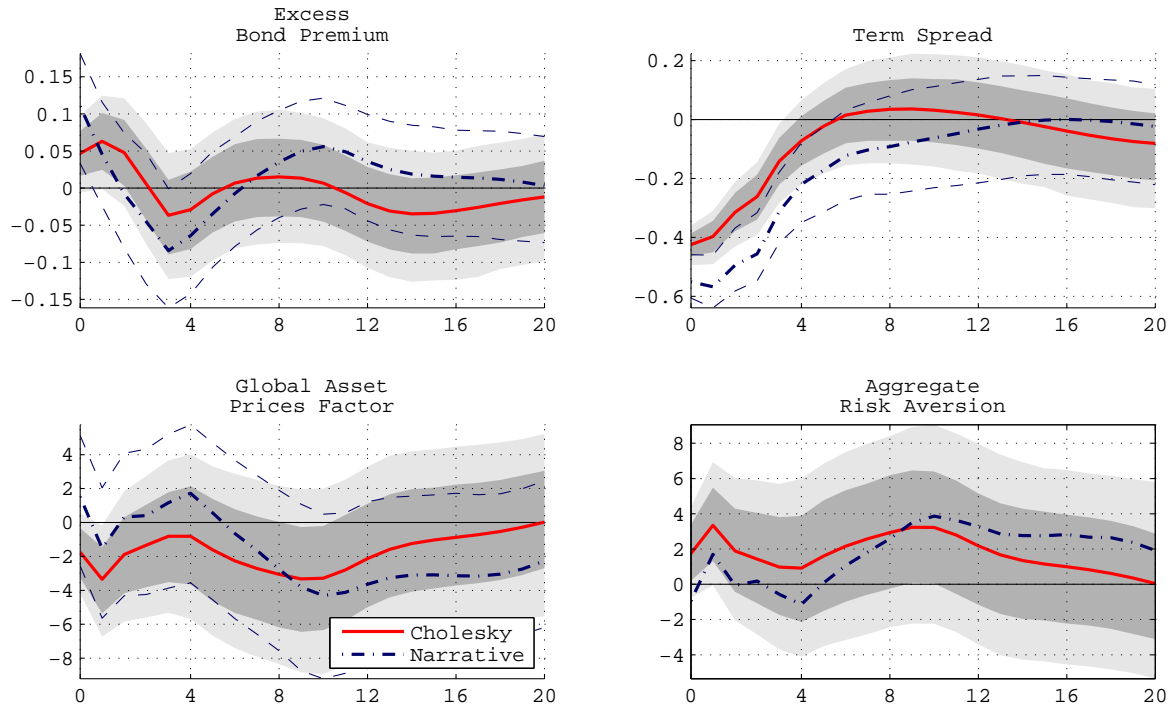 Excess
Bond Premium
0.15
0.1
0.05
0
−0.05
−0.1
−0.15
0 4 8 12 16 20
Term Spread
0.2
0
−0.2
−0.4
−0.6
0 4 8 12 16 20
Global Asset
Prices Factor
4
2
0
−2
−4
−6
−8
0 4 8 12 16 20
Cholesky
Narrative
Aggregate
Risk Aversion
8
6
4
2
0
−2
−4
0 4 8 12 16 20